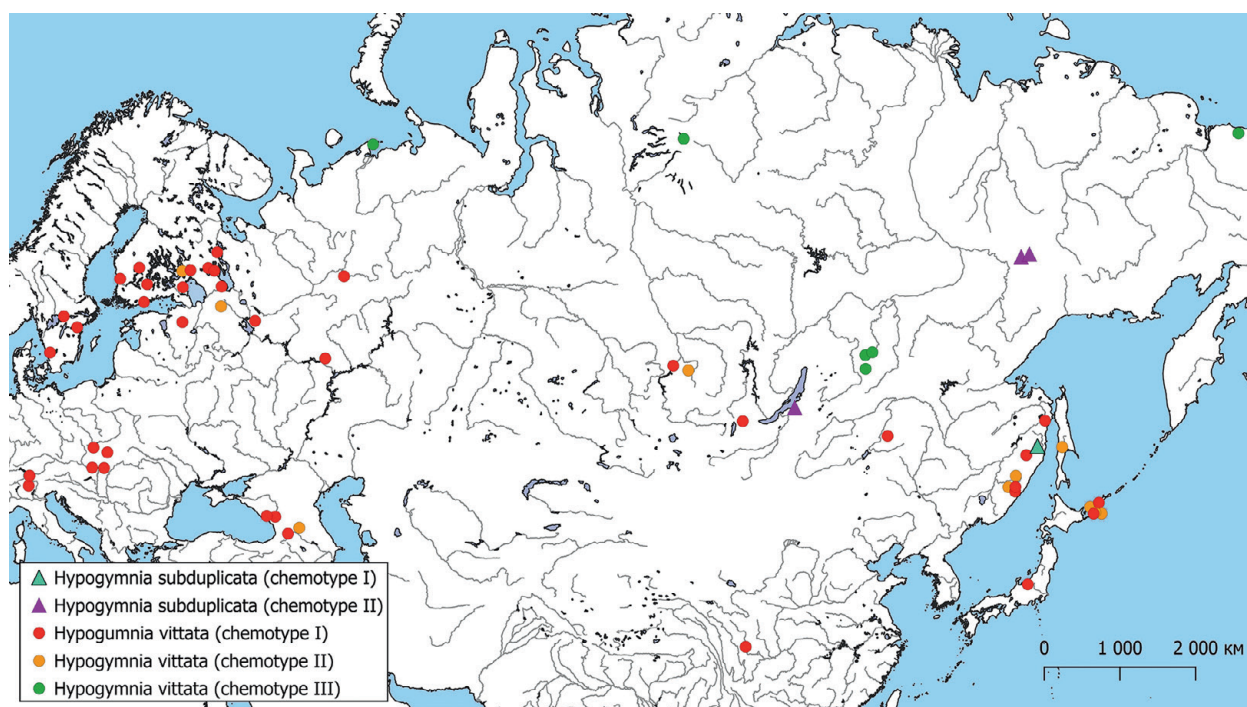 Hypogymnia subduplicata (chemotype I)
Hypogymnia subduplicata (chemotype II)
Hypogumnia vittata (chemotype I)
Hypogymnia vittata (chemotype II)
Hypogymnia vittata (chemotype III)
0 1 000 2 000 км